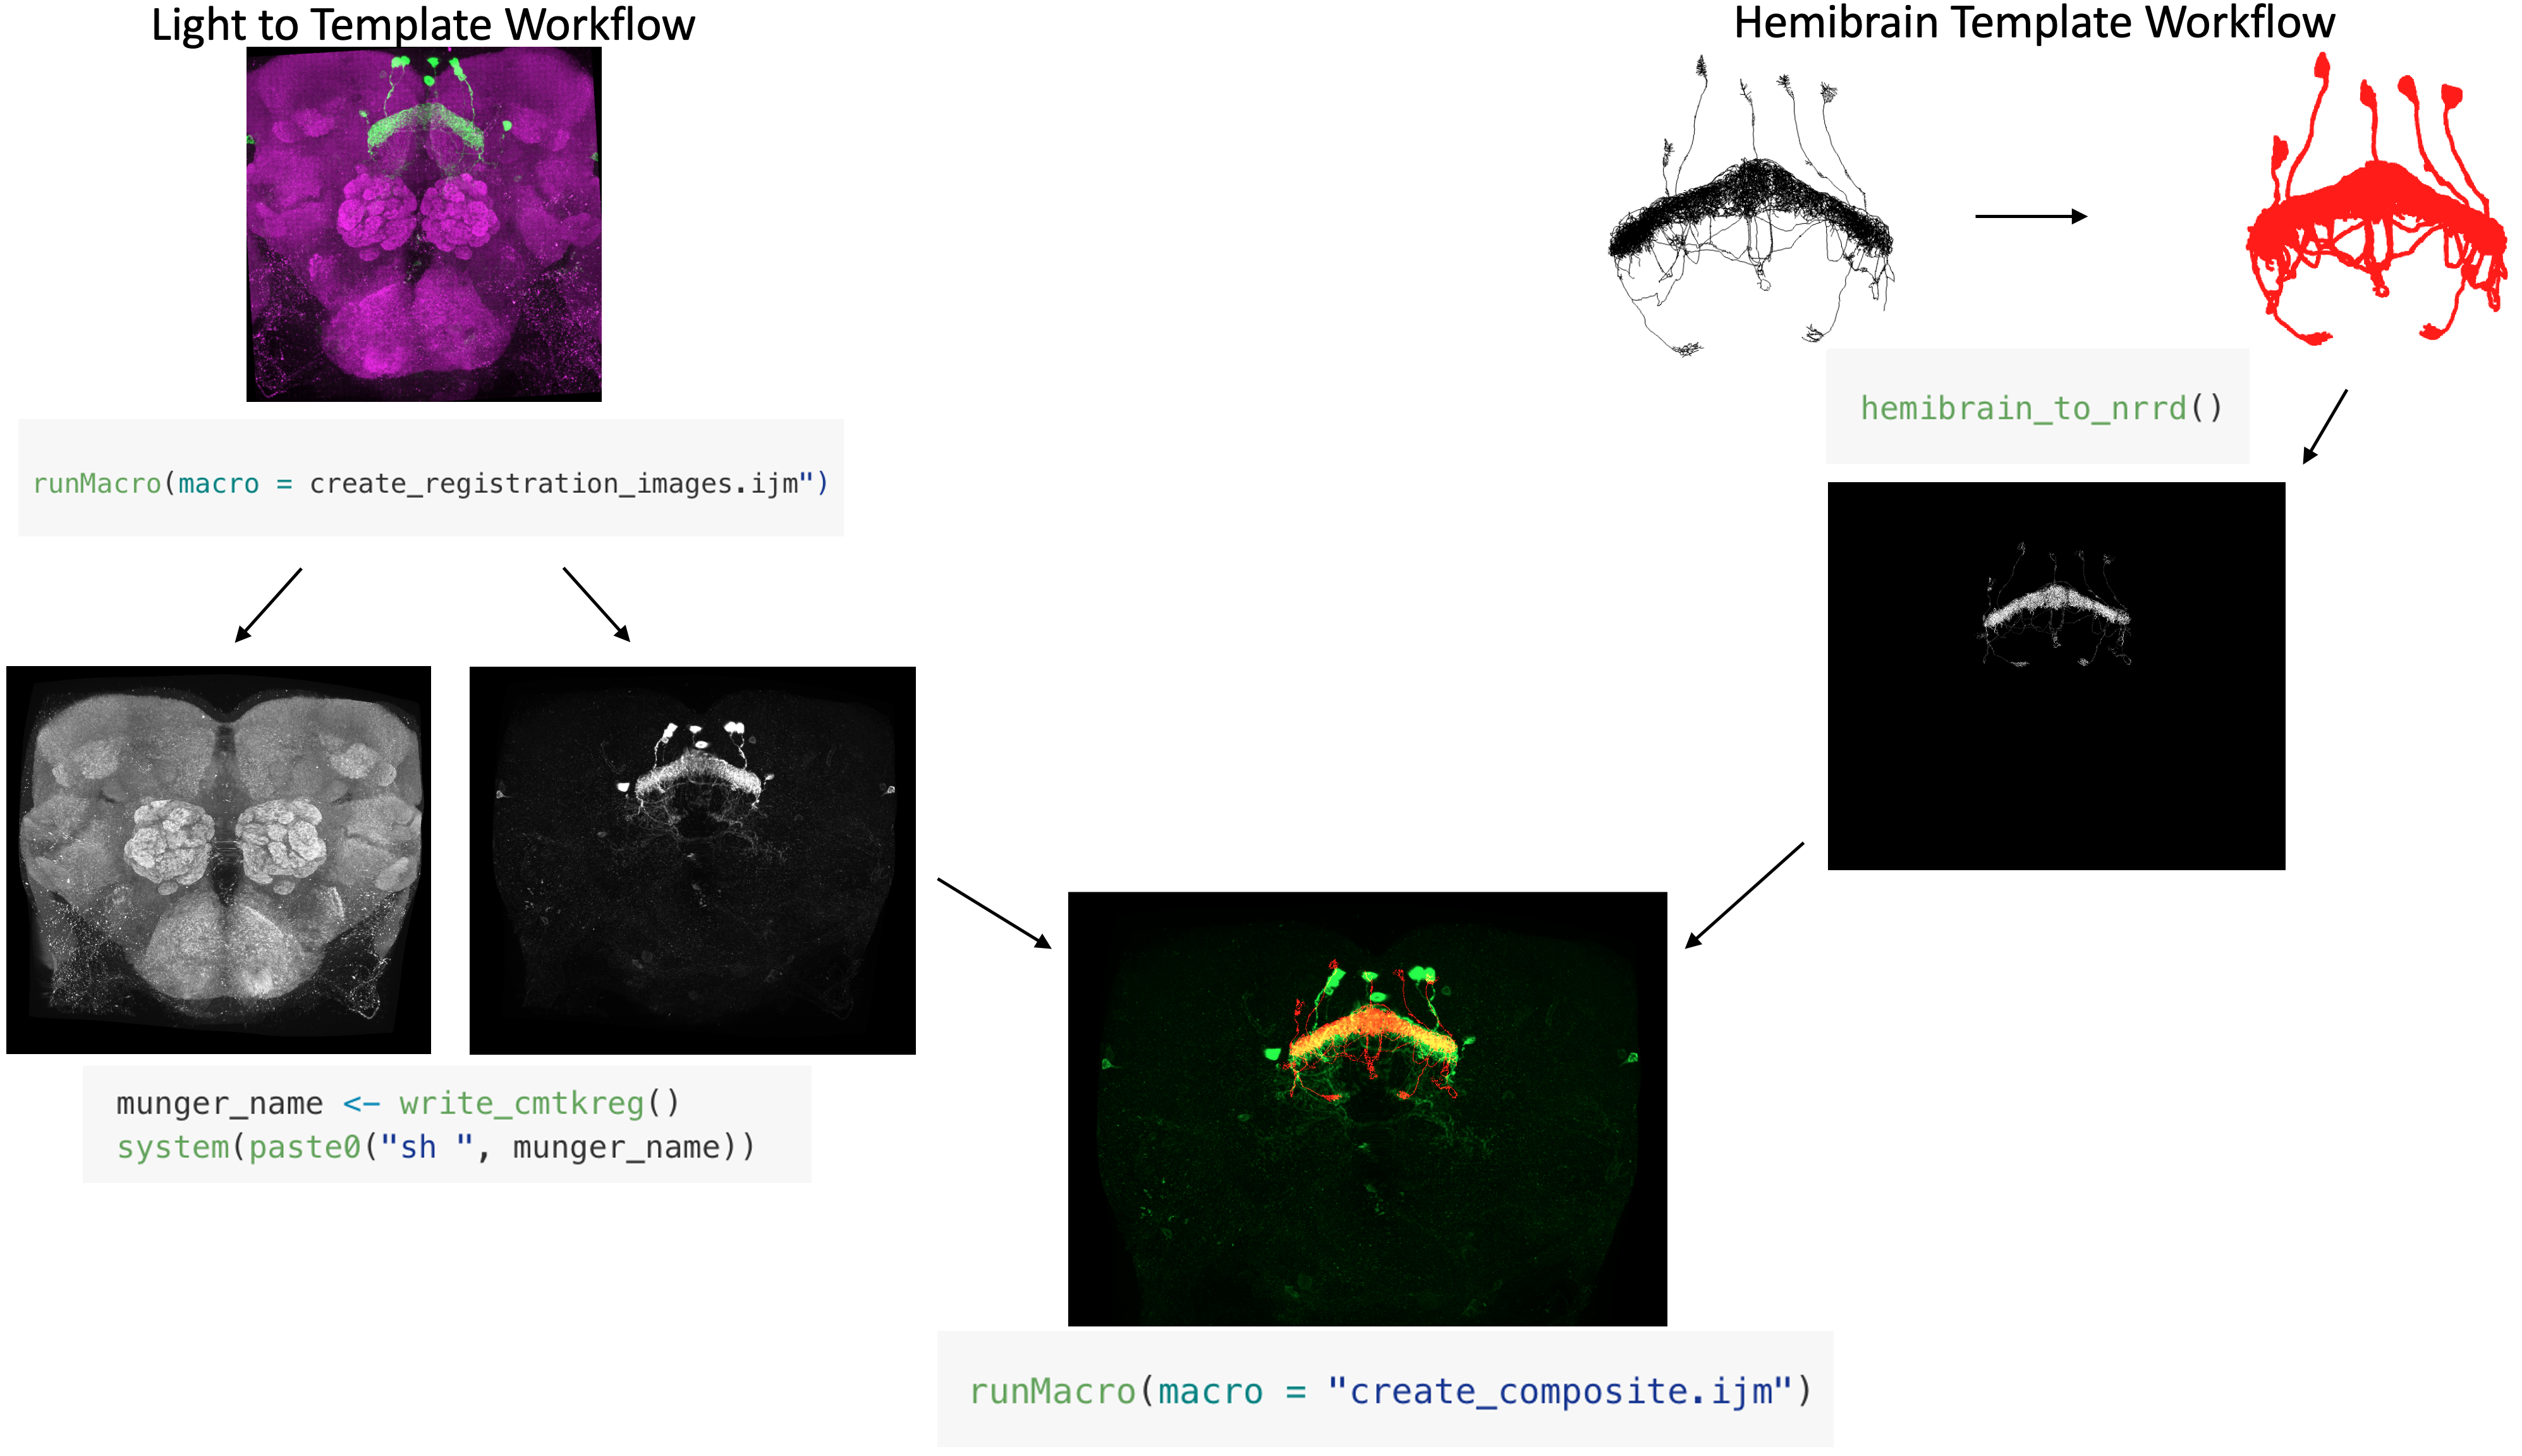 Light to Template Workflow
Hemibrain Template Workflow
hemibrain_to_nrrd()
runMacro(macro = create_registration_images.ijm")
munger_name <- write_cmtkreg()
system(paste0("sh ", munger_name))
runMacro(macro = "create_composite.ijm")